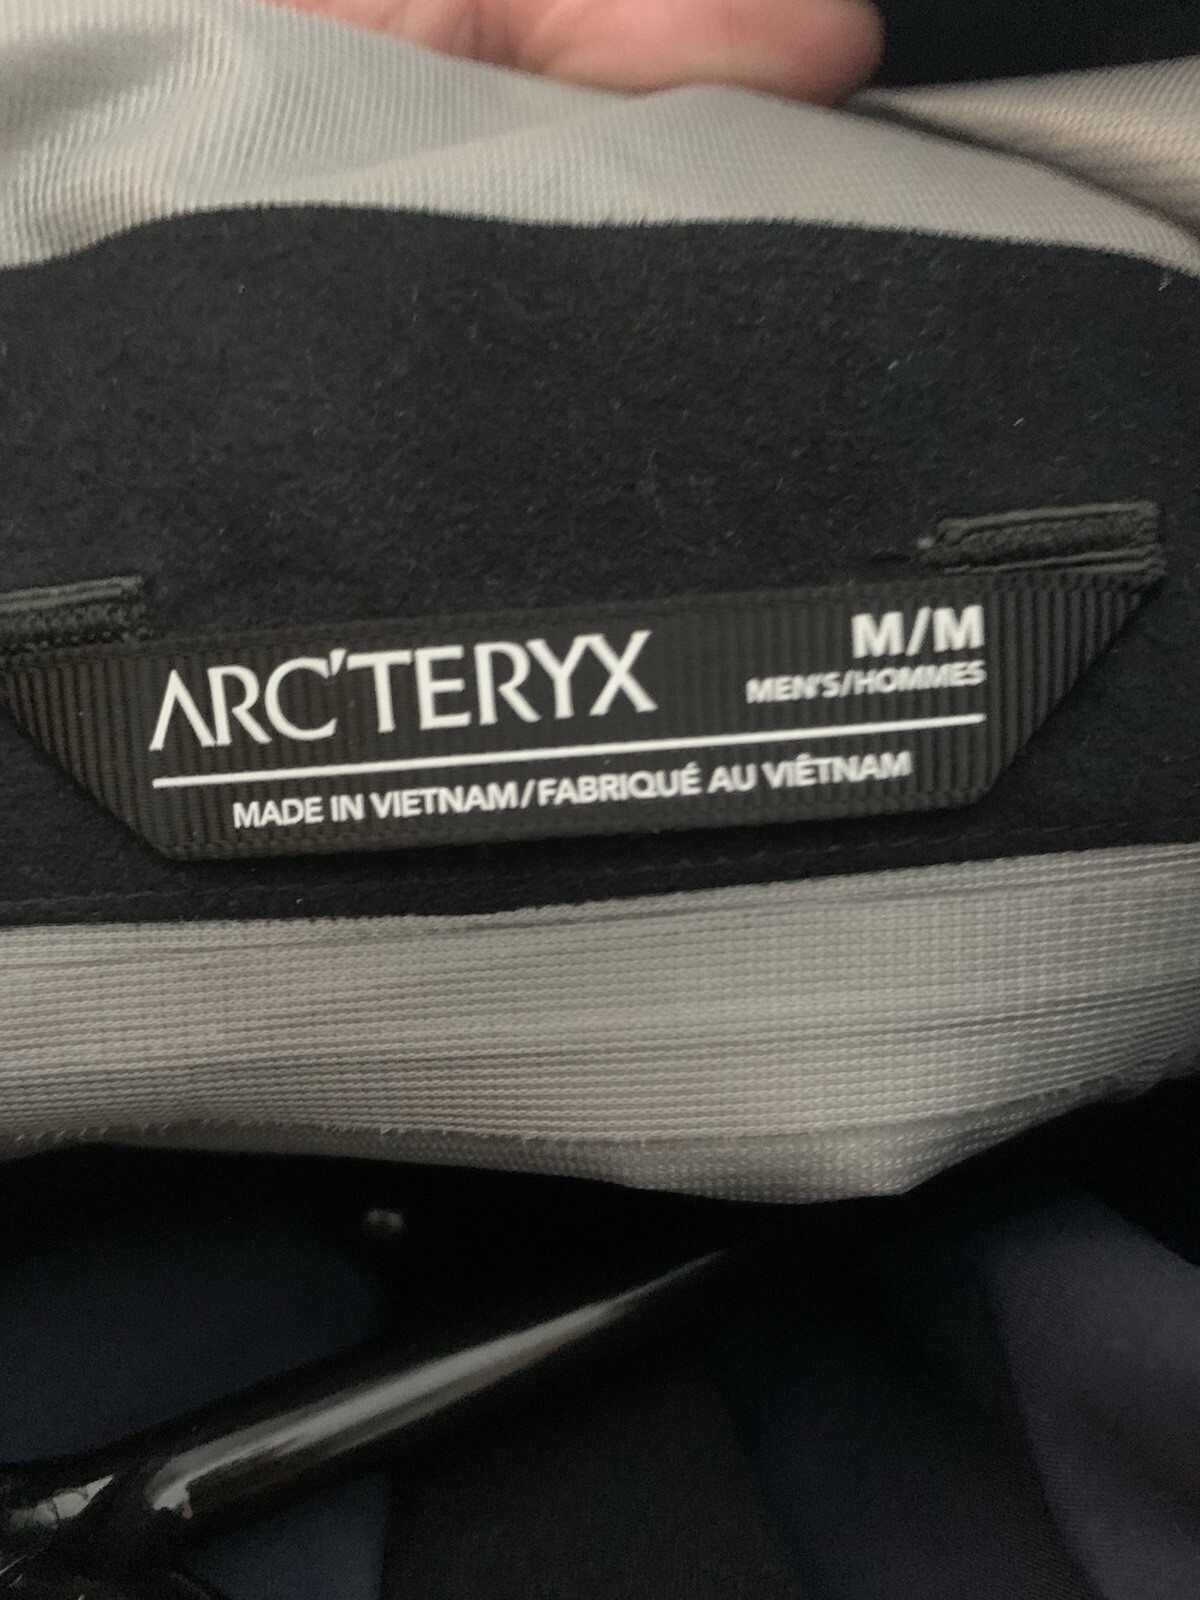 ARC'TERYX
M/M
MEN'S/HOMMES
MADE IN VIETNAM/FABRIQUÉ AU VIÊTNAM